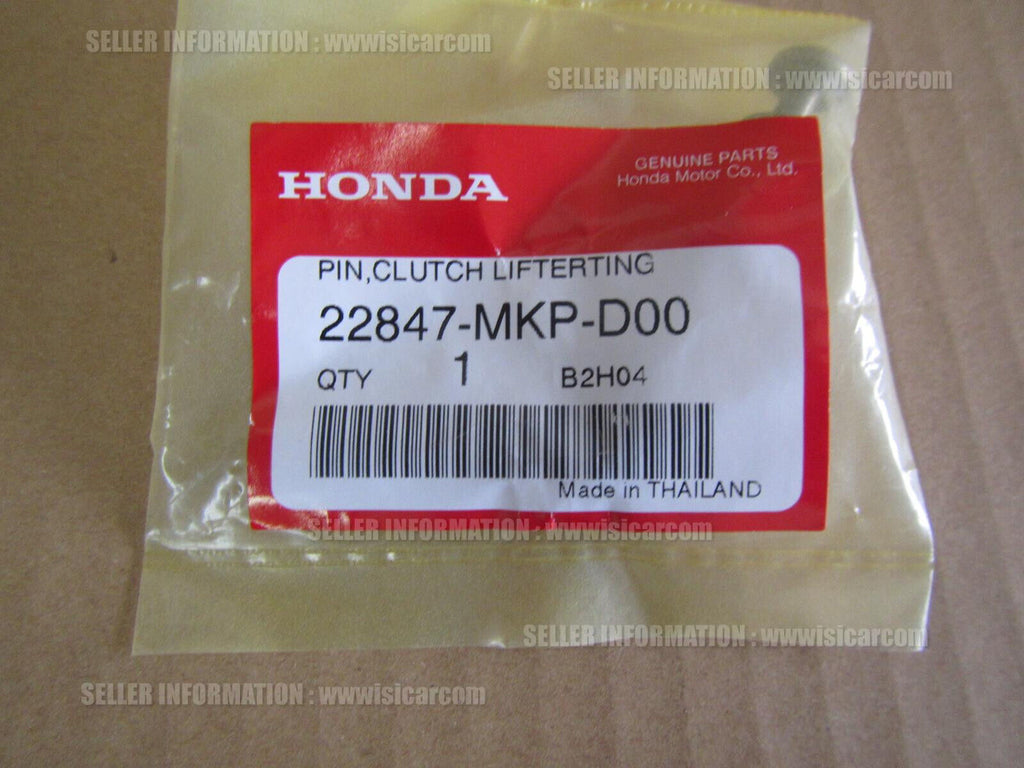 SELLER INFORMATION : wwwisicarcom
SELLER INFORMATION : wwwisicarcom
HONDA
GENUINE PARTS
Honda Motor Co., Ltd.
PIN,CLUTCH LIFTERTING
22847-MKP-D00
QTY 1 B2H04
Made in THAILAND
SELLER INFORMATION : wwwisicarcom
SELLER INFORMATION : wwwisicarcom
SELLER INFORMATION : wwwisicarcom